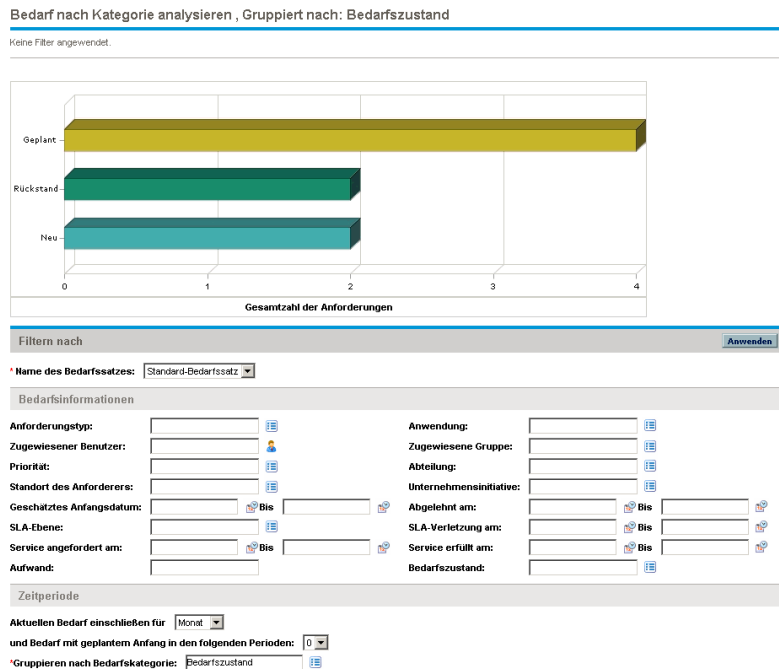 Bedarf nach Kategorie analysieren , Gruppiert nach: Bedarfszustand
Keine Filter angewendet.
Geplant
Rückstand
Neu
0 1 2 3 4
Gesamtzahl der Anforderungen
Filtern nach Anwenden
* Name des Bedarfssatzes: Standard-Bedarfssatz
Bedarfsinformationen
Anforderungstyp: Anwendung:
Zugewiesener Benutzer: Zugewiesene Gruppe:
Priorität: Abteilung:
Standort des Anforderers: Unternehmensinitiative:
Geschätztes Anfangsdatum: Bis Abgelehnt am: Bis
SLA-Ebene: SLA-Verletzung am: Bis
Service angefordert am: Bis Service erfüllt am: Bis
Aufwand: Bedarfszustand:
Zeitperiode
Aktuellen Bedarf einschließen für Monat
und Bedarf mit geplantem Anfang in den folgenden Perioden: 0
*Gruppieren nach Bedarfskategorie: Bedarfszustand